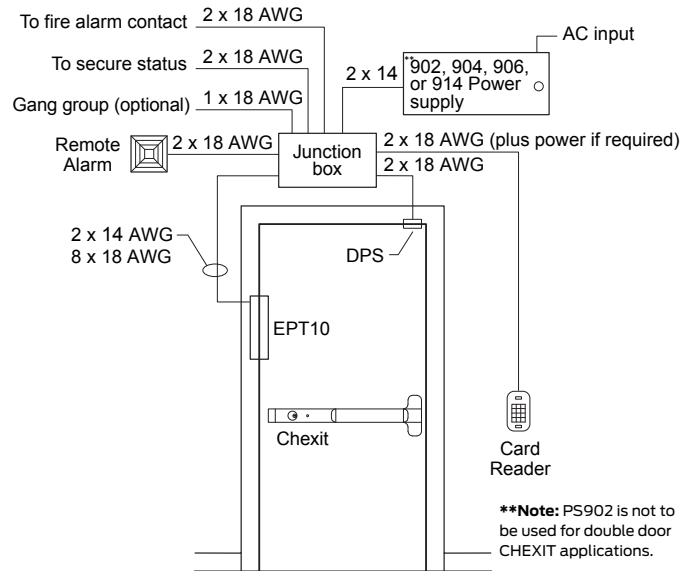 To fire alarm contact
2 x 18 AWG
AC input
To secure status
2 x 18 AWG
2 x 14
**902, 904, 906,
or 914 Power
supply
Gang group (optional)
1 x 18 AWG
Remote
Alarm
2 x 18 AWG
Junction
box
2 x 18 AWG (plus power if required)
2 x 18 AWG
2 x 14 AWG
8 x 18 AWG
DPS
EPT10
Chexit
Card
Reader
**Note: PS902 is not to
be used for double door
CHEXIT applications.